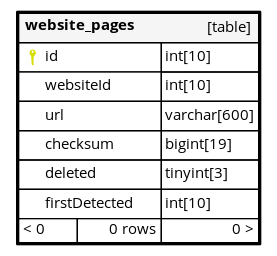 website_pages [table]
id int[10]
websiteId int[10]
url varchar[600]
checksum bigint[19]
deleted tinyint[3]
firstDetected int[10]
< 0 0 rows 0 >